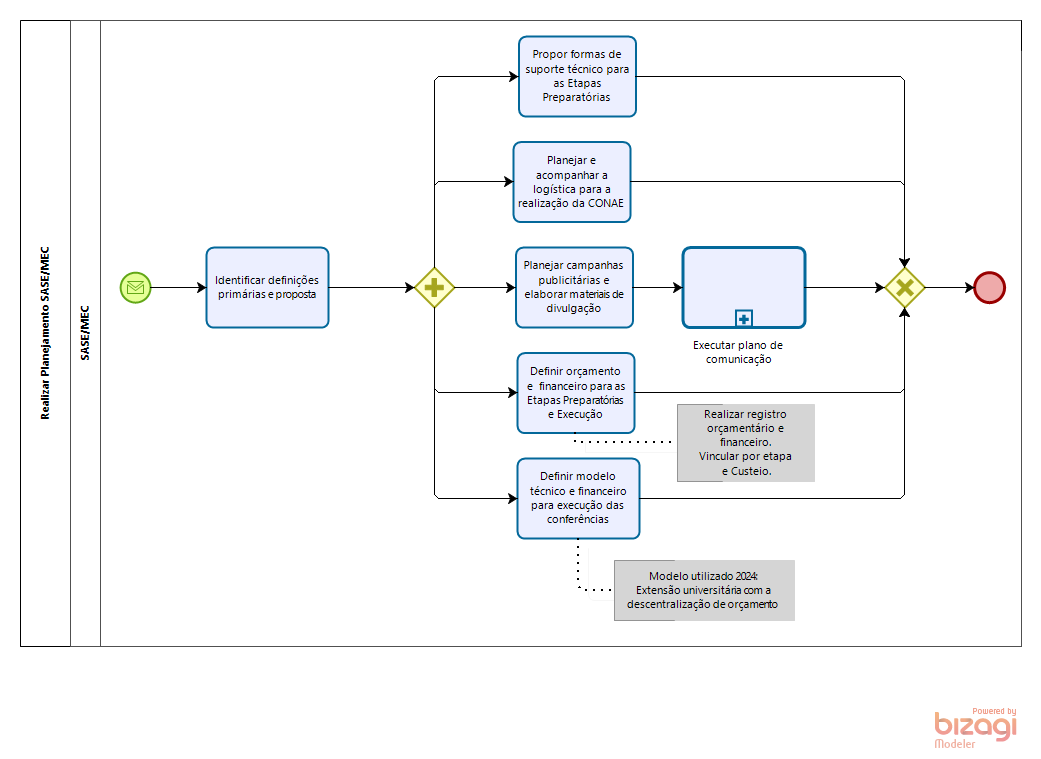 Realizar Planejamento SASE/MEC
SASE/MEC
Propor formas de
suporte técnico para
as Etapas
Preparatórias
Planejar e
acompanhar a
logística para a
realização da CONAE
Identificar definições
primárias e proposta
Planejar campanhas
publicitárias e
elaborar materiais de
divulgação
Executar plano de
comunicação
Definir orçamento
e financeiro para as
Etapas Preparatórias
e Execução
Realizar registro
orçamentário e
financeiro.
Vincular por etapa
e Custeio.
Definir modelo
técnico e financeiro
para execução das
conferências
Modelo utilizado 2024:
Extensão universitária com a
descentralização de orçamento
Powered by
bizagi
Modeler